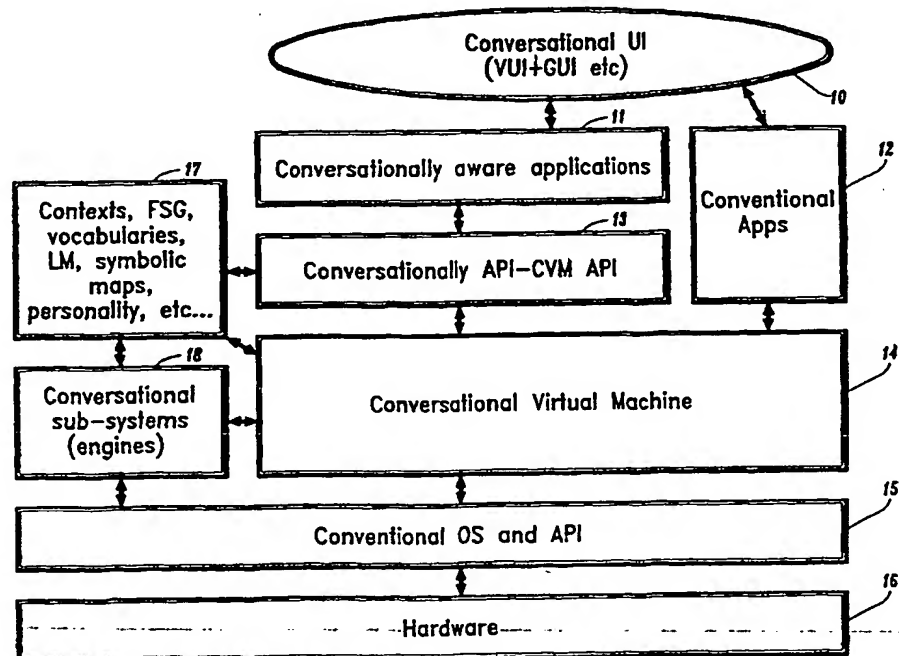 Conversational UI
(VUI+GUI etc)
10
11
Conversationally aware applications
12
Conventional
Apps
17
Contexts, FSG,
vocabularies,
LM, symbolic
maps,
personality, etc...
13
Conversationally API-CVM API
18
Conversational
sub-systems
(engines)
14
Conversational Virtual Machine
15
Conventional OS and API
16
Hardware